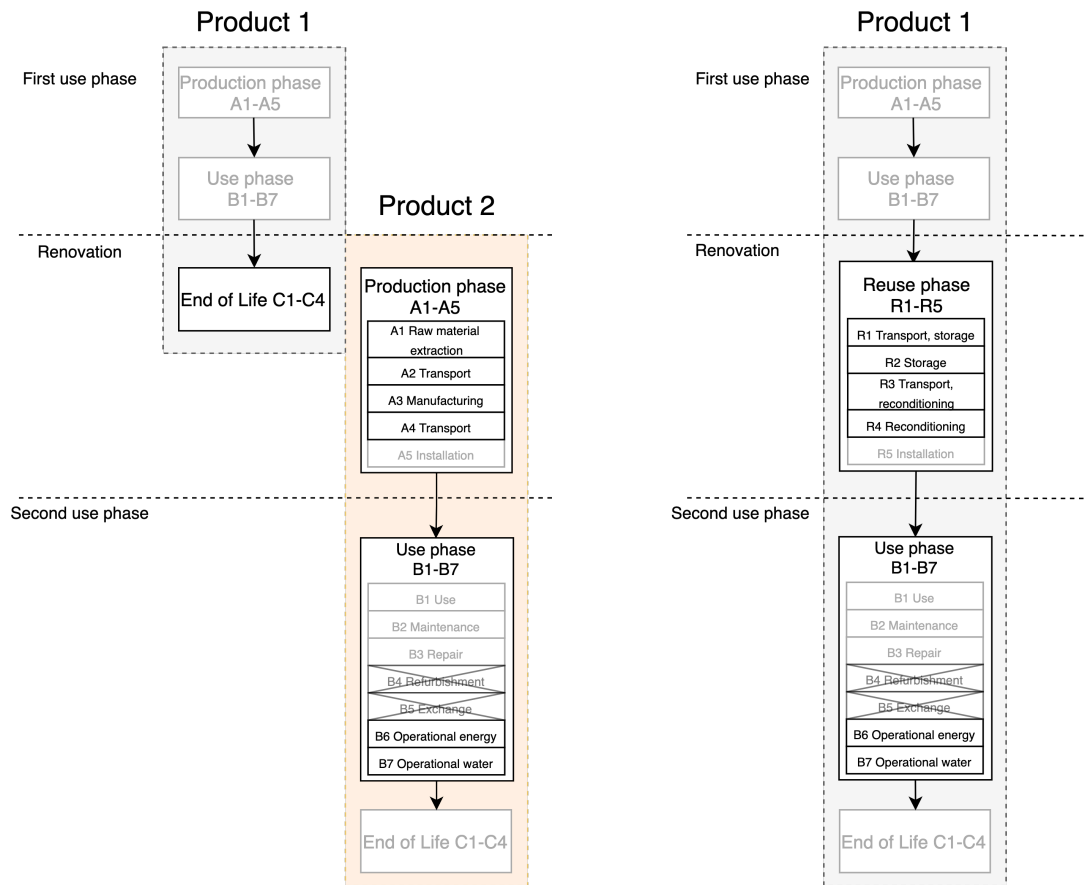 Product 1
First use phase
Production phase
A1-A5
Use phase
B1-B7
Product 2
Renovation
End of Life C1-C4
Production phase
A1-A5
A1 Raw material
extraction
A2 Transport
A3 Manufacturing
A4 Transport
A5 Installation
Second use phase
Use phase
B1-B7
B1 Use
B2 Maintenance
B3 Repair
B4 Refurbishment
B5 Exchange
B6 Operational energy
B7 Operational water
End of Life C1-C4
Product 1
First use phase
Production phase
A1-A5
Use phase
B1-B7
Renovation
Reuse phase
R1-R5
R1 Transport, storage
R2 Storage
R3 Transport,
reconditioning
R4 Reconditioning
R5 Installation
Second use phase
Use phase
B1-B7
B1 Use
B2 Maintenance
B3 Repair
B4 Refurbishment
B5 Exchange
B6 Operational energy
B7 Operational water
End of Life C1-C4